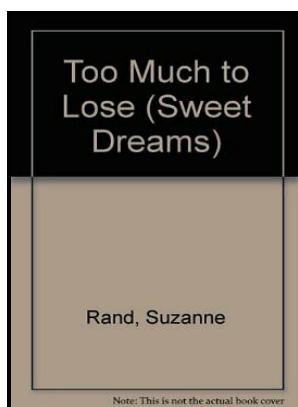 Too Much to
Lose (Sweet
Dreams)
Rand, Suzanne
Note: This is not the actual book cover